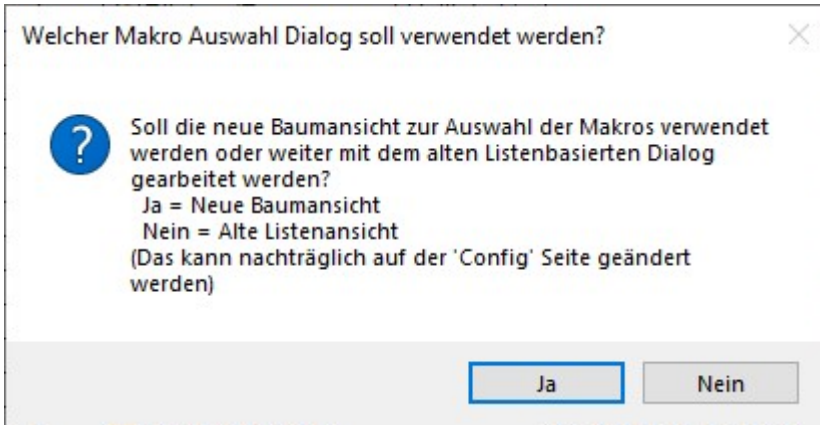 Welcher Makro Auswahl Dialog soll verwendet werden?
Soll die neue Baumansicht zur Auswahl der Makros verwendet
werden oder weiter mit dem alten Listenbasierten Dialog
gearbeitet werden?
Ja = Neue Baumansicht
Nein = Alte Listenansicht
(Das kann nachträglich auf der 'Config' Seite geändert
werden)
Ja
Nein